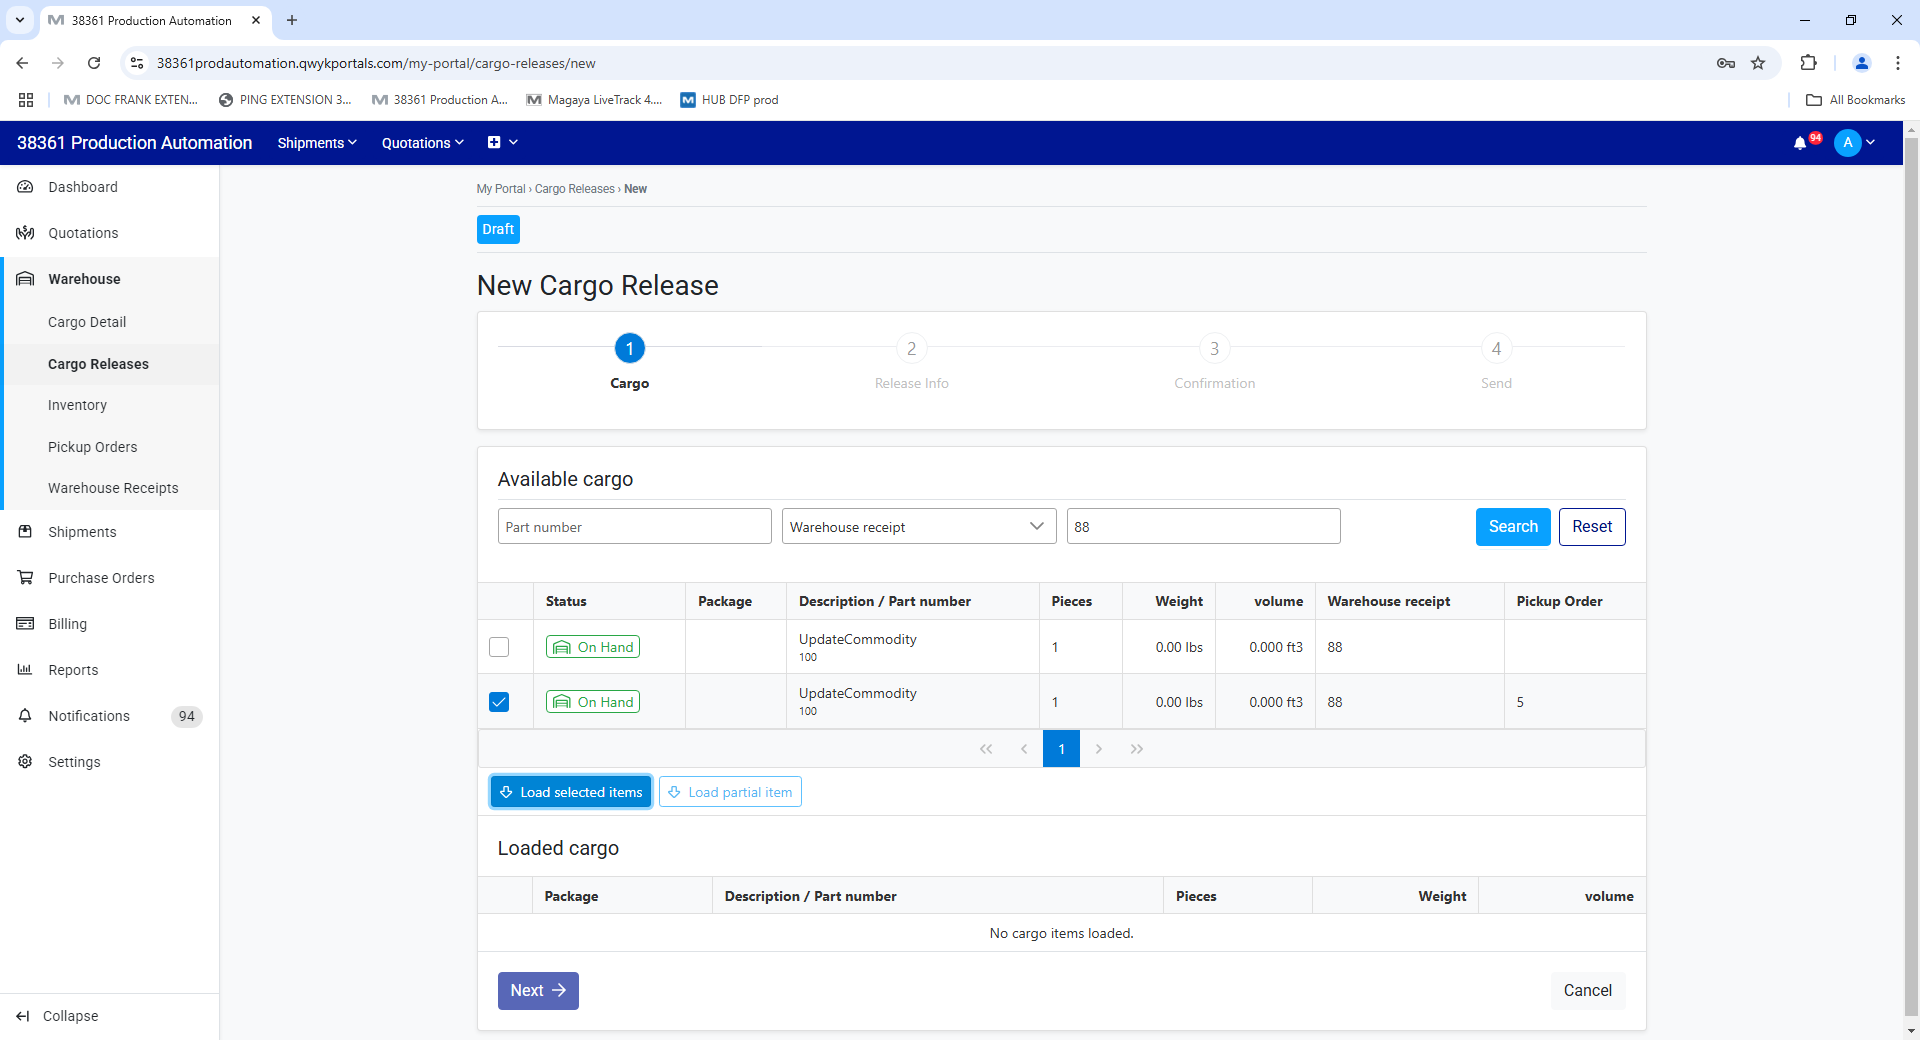 38361 Production Automation
38361prodautomation.qwykportals.com/my-portal/cargo-releases/new
DOC FRANK EXTEN...
PING EXTENSION 3...
38361 Production A...
Magaya LiveTrack 4....
HUB DFP prod
All Bookmarks
38361 Production Automation
Shipments
Quotations
94
A
Dashboard
Quotations
Warehouse
Cargo Detail
Cargo Releases
Inventory
Pickup Orders
Warehouse Receipts
Shipments
Purchase Orders
Billing
Reports
Notifications 94
Settings
Collapse
My Portal › Cargo Releases › New
Draft
New Cargo Release
1 2 3 4
Cargo Release Info Confirmation Send
Available cargo
Part number Warehouse receipt 88 Search Reset
Status Package Description / Part number Pieces Weight volume Warehouse receipt Pickup Order
On Hand UpdateCommodity 1 0.00 lbs 0.000 ft3 88
100
On Hand UpdateCommodity 1 0.00 lbs 0.000 ft3 88 5
100
1
Load selected items Load partial item
Loaded cargo
Package Description / Part number Pieces Weight volume
No cargo items loaded.
Next Cancel